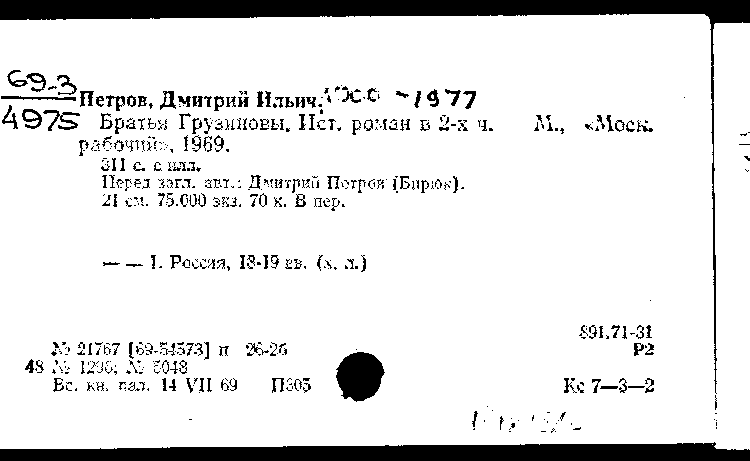 69-3
4975
Петров, Дмитрий Ильич. 1900 -1977
Братья Грузиновы. Ист. роман в 2-х ч. М., «Моск.
рабочий», 1969.
311 с. с илл.
Перед загл. авт.: Дмитрий Петров (Бирюк).
21 см. 75.000 экз. 70 к. В пер.
— — 1. Россия, 18-19 вв. (х. л.)
891.71-31
№ 21767 [69-54573] п 26-26 Р2
48 № 1296; № 5048
Вс. кн. пал. 14 VII 69 П305 Кс 7—3—2